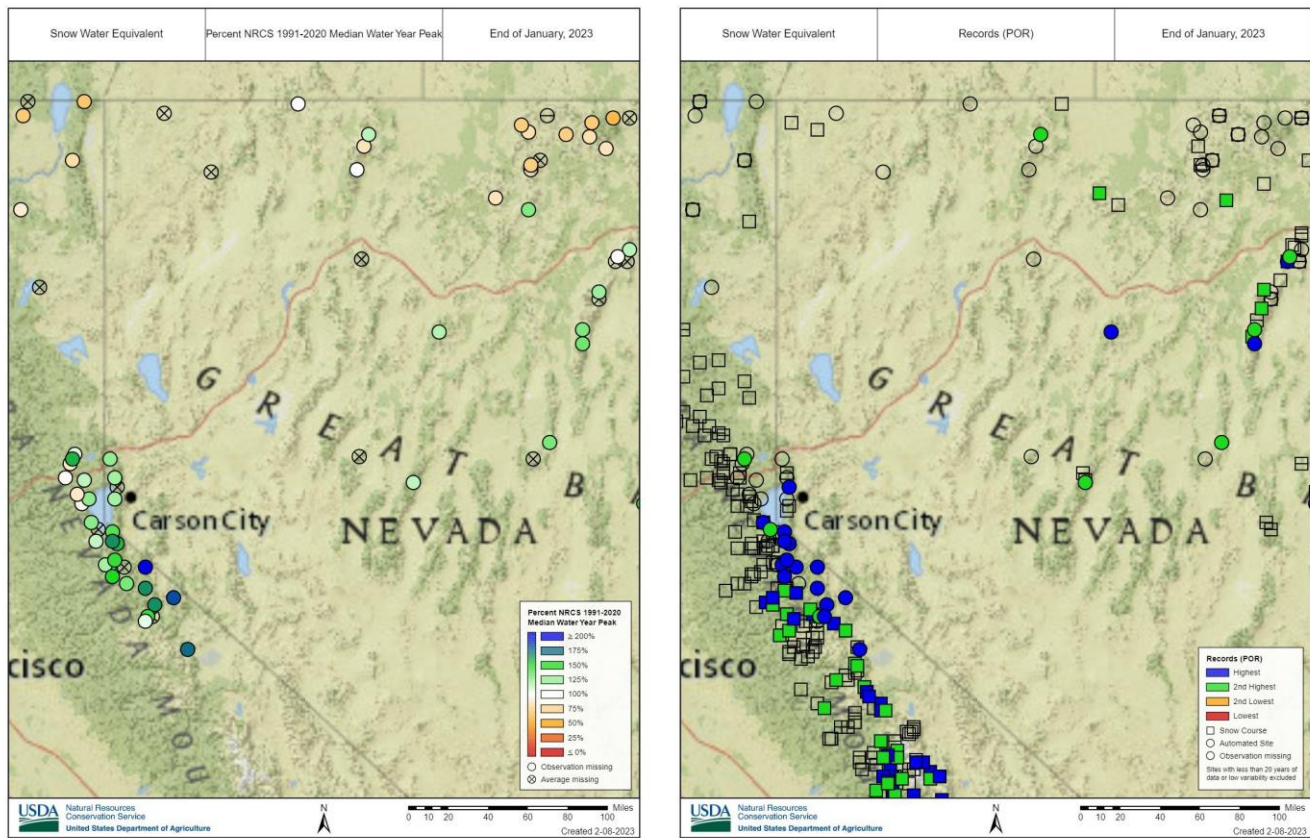 Snow Water Equivalent
Percent NRCS 1991-2020 Median Water Year Peak
End of January, 2023
GREAT B
Carson City
NEVADA
NEVADA MOU
cisco
Percent NRCS 1991-2020
Median Water Year Peak
≥ 200%
175%
150%
125%
100%
75%
50%
25%
≤ 0%
Observation missing
Average missing
USDA
Natural Resources
Conservation Service
United States Department of Agriculture
N
0 10 20 40 60 80 100 Miles
Created 2-08-2023
Snow Water Equivalent
Records (POR)
End of January, 2023
GREAT B
Carson City
NEVADA
cisco
Records (POR)
Highest
2nd Highest
2nd Lowest
Lowest
Snow Course
Automated Site
Observation missing
Sites with less than 20 years of
data or low variability excluded
USDA
Natural Resources
Conservation Service
United States Department of Agriculture
N
0 10 20 40 60 80 100 Miles
Created 2-08-2023